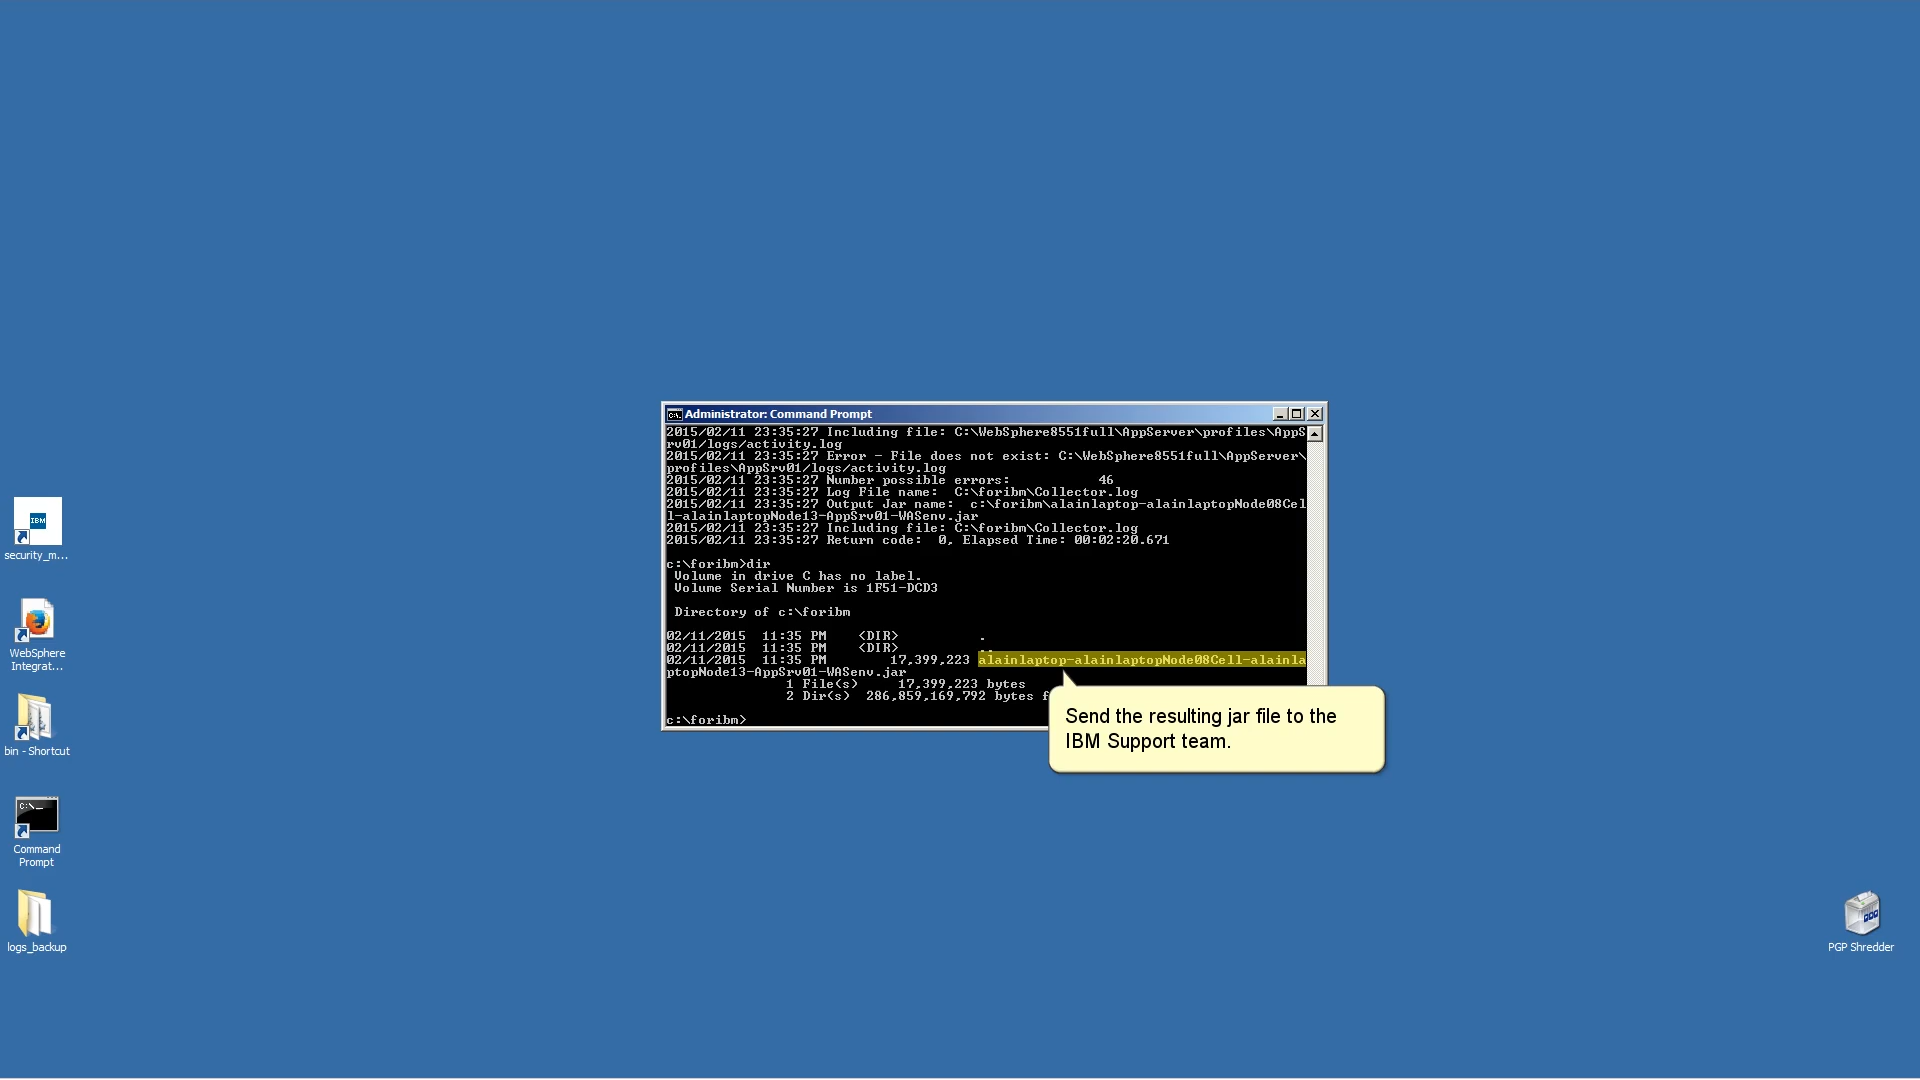 Administrator: Command Prompt
2015/02/11 23:35:27 Including file: C:\WebSphere8551full\AppServer\profiles\AppS
rv01/logs/activity.log
2015/02/11 23:35:27 Error - File does not exist: C:\WebSphere8551full\AppServer\
profiles\AppSrv01/logs/activity.log
2015/02/11 23:35:27 Number possible errors:           46
2015/02/11 23:35:27 Log File name:  C:\foribm\Collector.log
2015/02/11 23:35:27 Output Jar name:  c:\foribm\alainlaptop-alainlaptopNode08Cel
l-alainlaptopNode13-AppSrv01-WASenv.jar
2015/02/11 23:35:27 Including file: C:\foribm\Collector.log
2015/02/11 23:35:27 Return code:  0, Elapsed Time: 00:02:20.671
c:\foribm>dir
Volume in drive C has no label.
Volume Serial Number is 1F51-DCD3
Directory of c:\foribm
02/11/2015  11:35 PM    <DIR>          .
02/11/2015  11:35 PM    <DIR>          ..
02/11/2015  11:35 PM        17,399,223 alainlaptop-alainlaptopNode08Cell-alainla
ptopNode13-AppSrv01-WASenv.jar
1 File(s)     17,399,223 bytes
2 Dir(s)  286,859,169,792 bytes f
c:\foribm>
Send the resulting jar file to the
IBM Support team.
IBM
security_m...
WebSphere
Integrat...
bin - Shortcut
C:\_
Command
Prompt
logs_backup
PGP Shredder